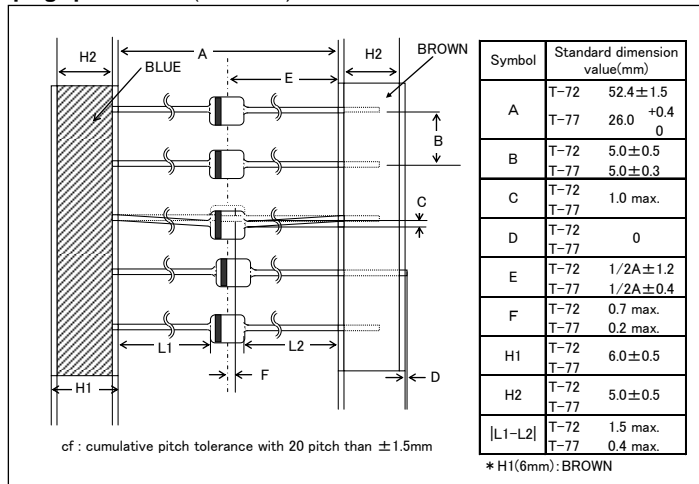 H2
A
H2
BROWN
BLUE
E
B
C
L1
L2
F
D
H1
cf : cumulative pitch tolerance with 20 pitch than ±1.5mm
Symbol Standard dimension
value(mm)
A T-72 52.4±1.5
T-77 26.0 +0.4
0
B T-72 5.0±0.5
T-77 5.0±0.3
C T-72 1.0 max.
T-77
D T-72 0
T-77
E T-72 1/2A±1.2
T-77 1/2A±0.4
F T-72 0.7 max.
T-77 0.2 max.
H1 T-72 6.0±0.5
T-77
H2 T-72 5.0±0.5
T-77
|L1-L2| T-72 1.5 max.
T-77 0.4 max.
*H1(6mm):BROWN